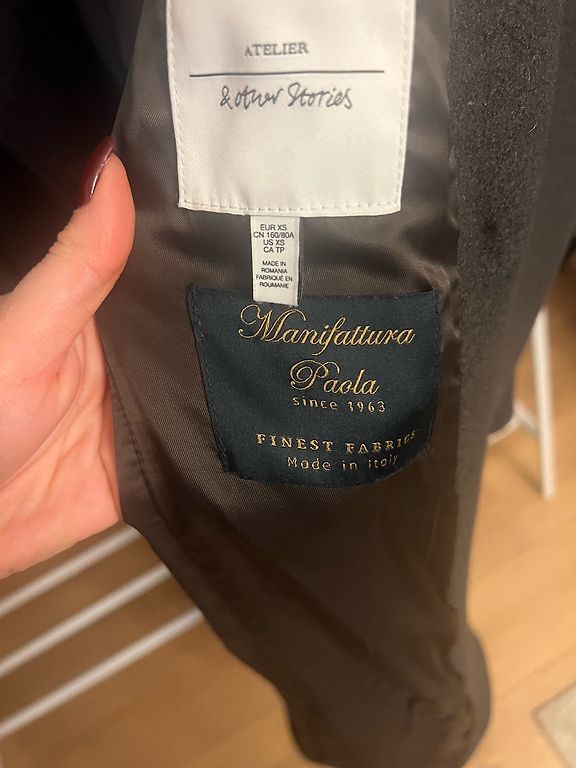 ATELIER
& other Stories
EUR XS
CN 160/80A
US XS
CA TP
MADE IN
ROMANIA
FABRIQUÉ EN
ROUMANIE
Manifattura
Paola
since 1963
FINEST FABRICS
Made in Italy